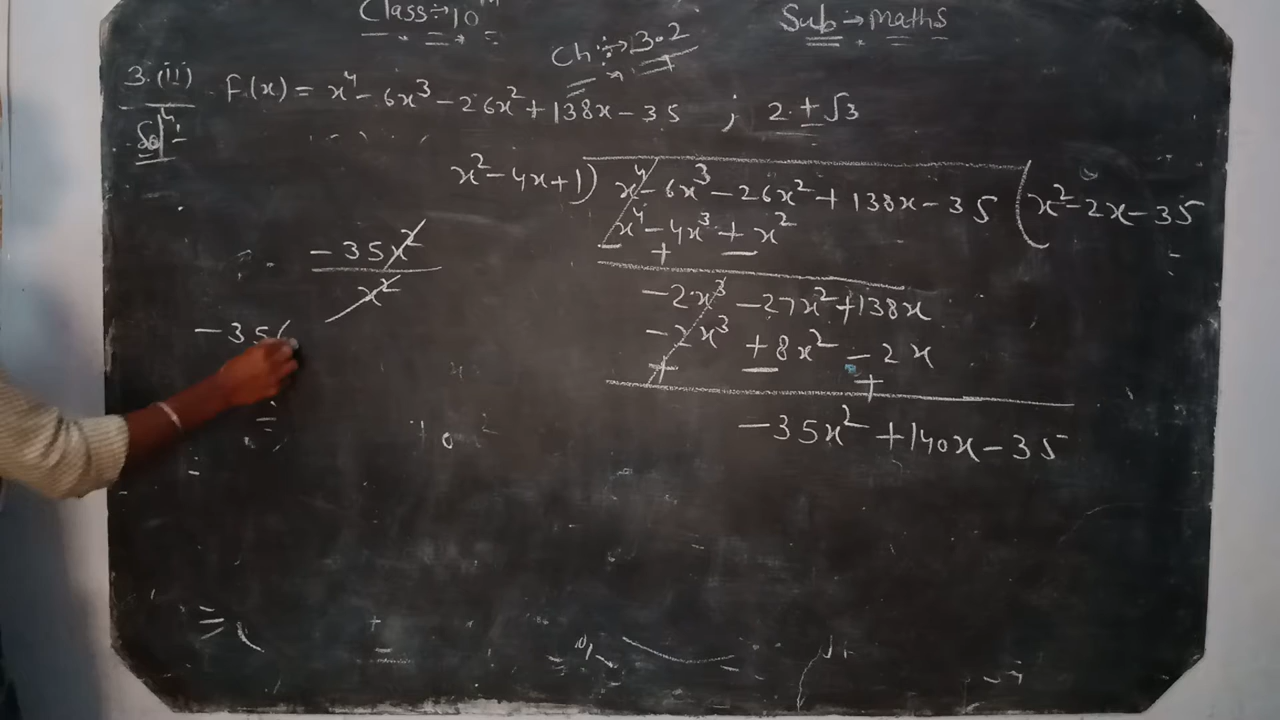 Class:-10th
Sub:→ Maths
Ch:→ 3.2
3.(ii) F(x) = x⁴ - 6x³ - 26x² + 138x - 35 ; 2 ± √3
Solⁿ:
x² - 4x + 1) x⁴ - 6x³ - 26x² + 138x - 35 (x² - 2x - 35
x⁴ - 4x³ + x²
- + -
-35x²
x²
-2x³ - 27x² + 138x
-2x³ + 8x² - 2x
+ - +
-35(
-35x² + 140x - 35